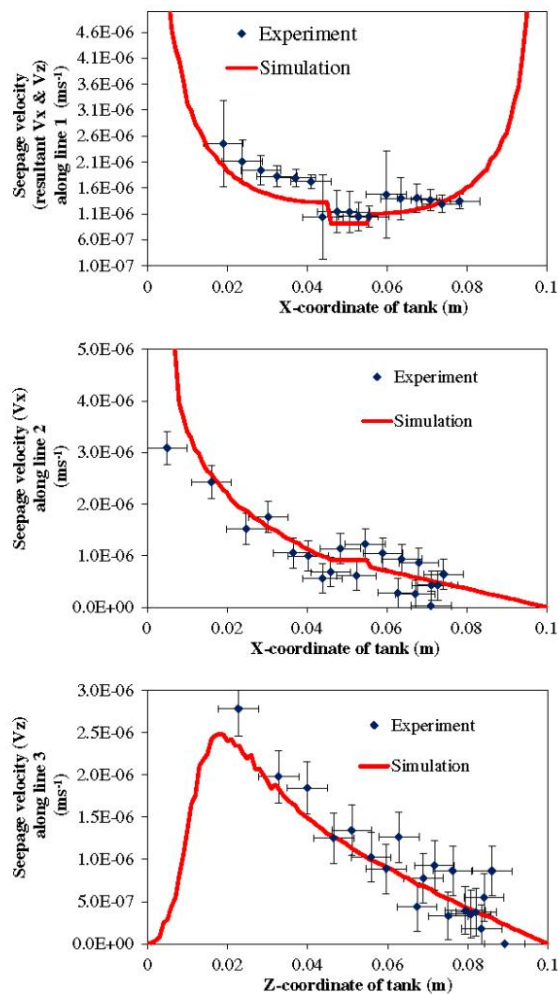 Seepage velocity
(resultant Vx & Vz)
along line 1 (ms-1)
4.6E-06
4.1E-06
3.6E-06
3.1E-06
2.6E-06
2.1E-06
1.6E-06
1.1E-06
6.0E-07
1.0E-07
Experiment
Simulation
0
0.02
0.04
0.06
0.08
0.1
X-coordinate of tank (m)
Seepage velocity (Vx)
along line 2
(ms-1)
5.0E-06
4.0E-06
3.0E-06
2.0E-06
1.0E-06
0.0E+00
Experiment
Simulation
0
0.02
0.04
0.06
0.08
0.1
X-coordinate of tank (m)
Seepage velocity (Vz)
along line 3
(ms-1)
3.0E-06
2.5E-06
2.0E-06
1.5E-06
1.0E-06
5.0E-07
0.0E+00
Experiment
Simulation
0
0.02
0.04
0.06
0.08
0.1
Z-coordinate of tank (m)